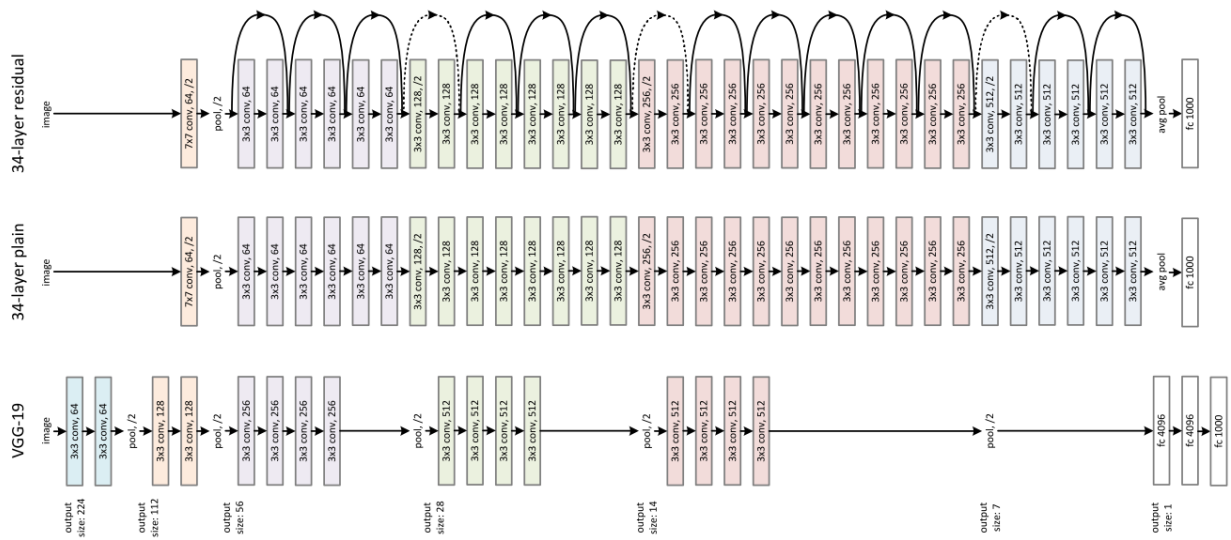 VGG-19
34-layer plain
34-layer residual
output
size: 224
output
size: 112
output
size: 56
output
size: 28
output
size: 14
output
size: 7
output
size: 1
image
3x3 conv, 64
3x3 conv, 64
pool, /2
3x3 conv, 128
3x3 conv, 128
pool, /2
3x3 conv, 256
3x3 conv, 256
3x3 conv, 256
3x3 conv, 256
pool, /2
3x3 conv, 512
3x3 conv, 512
3x3 conv, 512
3x3 conv, 512
pool, /2
3x3 conv, 512
3x3 conv, 512
3x3 conv, 512
3x3 conv, 512
pool, /2
fc 4096
fc 4096
fc 1000
image
7x7 conv, 64, /2
pool, /2
3x3 conv, 64
3x3 conv, 64
3x3 conv, 64
3x3 conv, 64
3x3 conv, 64
3x3 conv, 64
3x3 conv, 128, /2
3x3 conv, 128
3x3 conv, 128
3x3 conv, 128
3x3 conv, 128
3x3 conv, 128
3x3 conv, 128
3x3 conv, 128
3x3 conv, 256, /2
3x3 conv, 256
3x3 conv, 256
3x3 conv, 256
3x3 conv, 256
3x3 conv, 256
3x3 conv, 256
3x3 conv, 256
3x3 conv, 256
3x3 conv, 256
3x3 conv, 256
3x3 conv, 256
3x3 conv, 512, /2
3x3 conv, 512
3x3 conv, 512
3x3 conv, 512
3x3 conv, 512
3x3 conv, 512
avg pool
fc 1000
image
7x7 conv, 64, /2
pool, /2
3x3 conv, 64
3x3 conv, 64
3x3 conv, 64
3x3 conv, 64
3x3 conv, 64
3x3 conv, 64
3x3 conv, 128, /2
3x3 conv, 128
3x3 conv, 128
3x3 conv, 128
3x3 conv, 128
3x3 conv, 128
3x3 conv, 128
3x3 conv, 128
3x3 conv, 256, /2
3x3 conv, 256
3x3 conv, 256
3x3 conv, 256
3x3 conv, 256
3x3 conv, 256
3x3 conv, 256
3x3 conv, 256
3x3 conv, 256
3x3 conv, 256
3x3 conv, 256
3x3 conv, 256
3x3 conv, 512, /2
3x3 conv, 512
3x3 conv, 512
3x3 conv, 512
3x3 conv, 512
3x3 conv, 512
avg pool
fc 1000